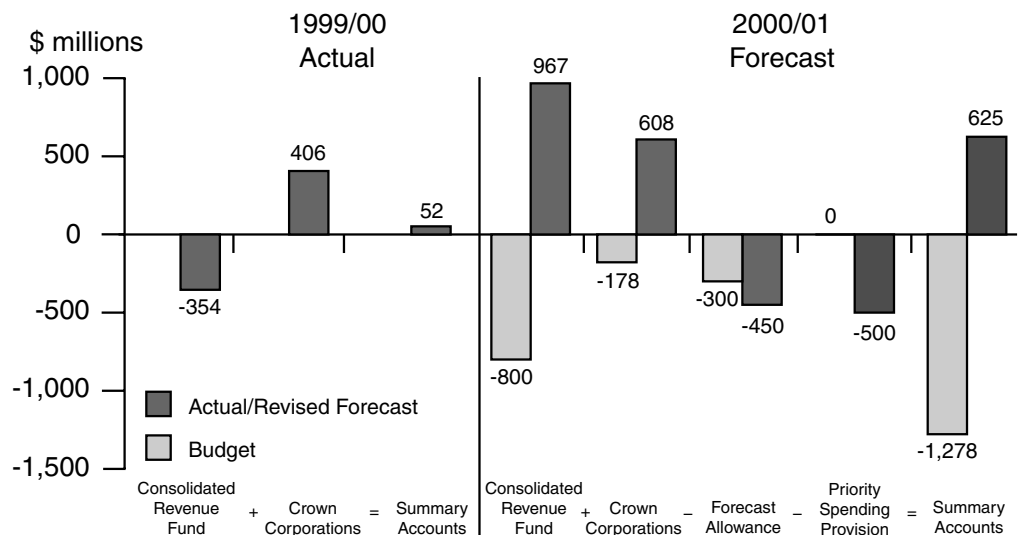 1999/00
Actual
2000/01
Forecast
$ millions
1,000
500
0
-500
-1,000
-1,500
-354
406
52
-800
967
-178
608
-300
-450
0
-500
-1,278
625
Actual/Revised Forecast
Budget
Consolidated
Revenue
Fund
+
Crown
Corporations
=
Summary
Accounts
Consolidated
Revenue
Fund
+
Crown
Corporations
–
Forecast
Allowance
–
Priority
Spending
Provision
=
Summary
Accounts